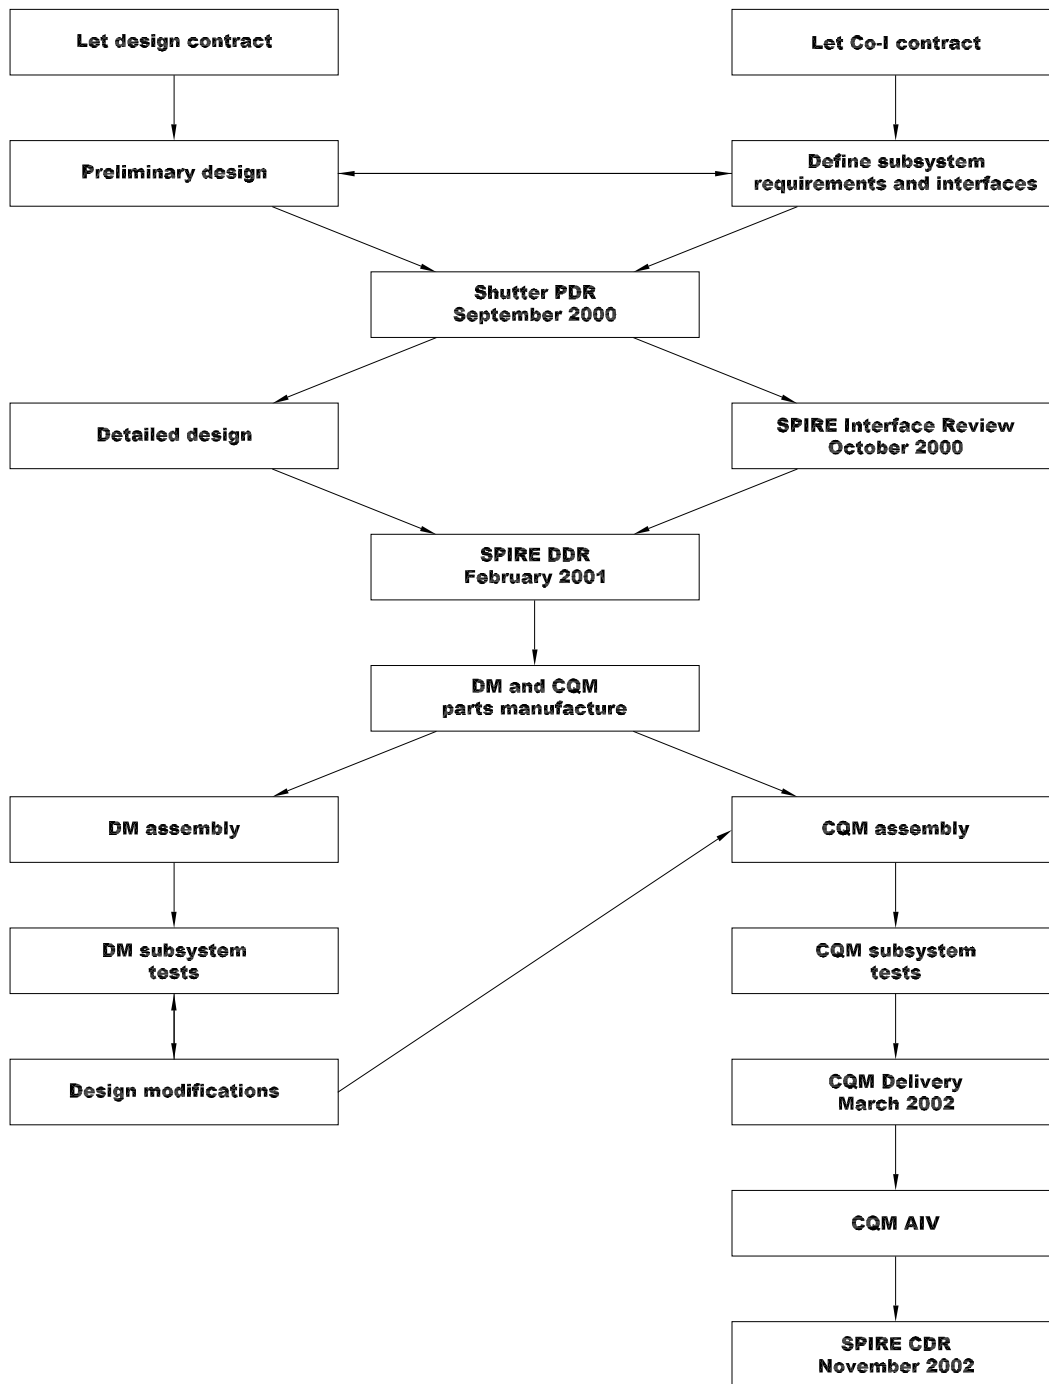 Let design contract
Let Co-I contract
Preliminary design
Define subsystem
requirements and interfaces
Shutter PDR
September 2000
Detailed design
SPIRE Interface Review
October 2000
SPIRE DDR
February 2001
DM and CQM
parts manufacture
DM assembly
CQM assembly
DM subsystem
tests
CQM subsystem
tests
Design modifications
CQM Delivery
March 2002
CQM AIV
SPIRE CDR
November 2002